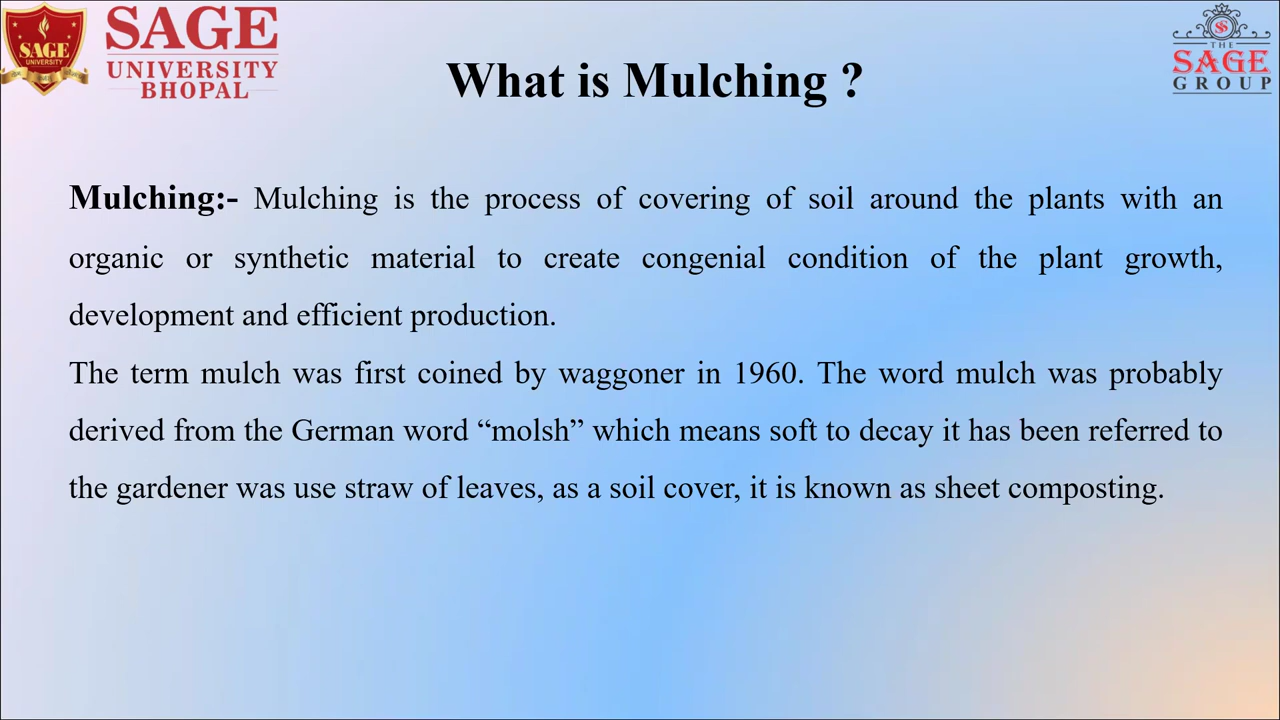 SAGE
UNIVERSITY
SAGE
UNIVERSITY
BHOPAL
What is Mulching ?
THE
SAGE
GROUP
Mulching:- Mulching is the process of covering of soil around the plants with an
organic or synthetic material to create congenial condition of the plant growth,
development and efficient production.
The term mulch was first coined by waggoner in 1960. The word mulch was probably
derived from the German word “molsh” which means soft to decay it has been referred to
the gardener was use straw of leaves, as a soil cover, it is known as sheet composting.